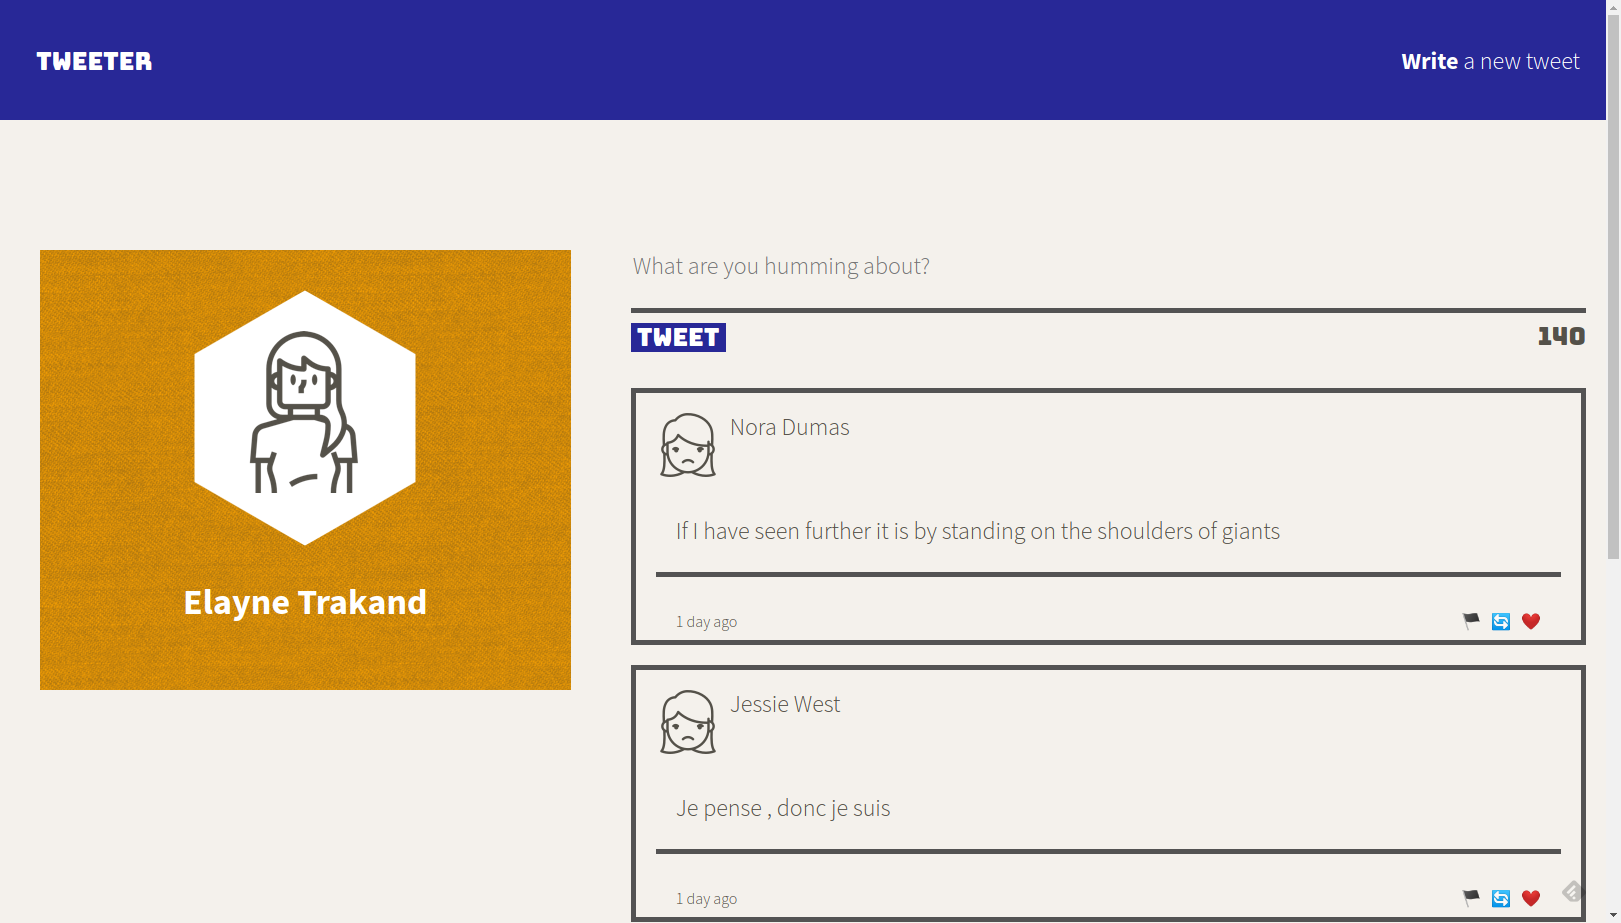 TWEETER
Write a new tweet
Elayne Trakand
What are you humming about?
TWEET
140
Nora Dumas
If I have seen further it is by standing on the shoulders of giants
1 day ago
Jessie West
Je pense , donc je suis
1 day ago